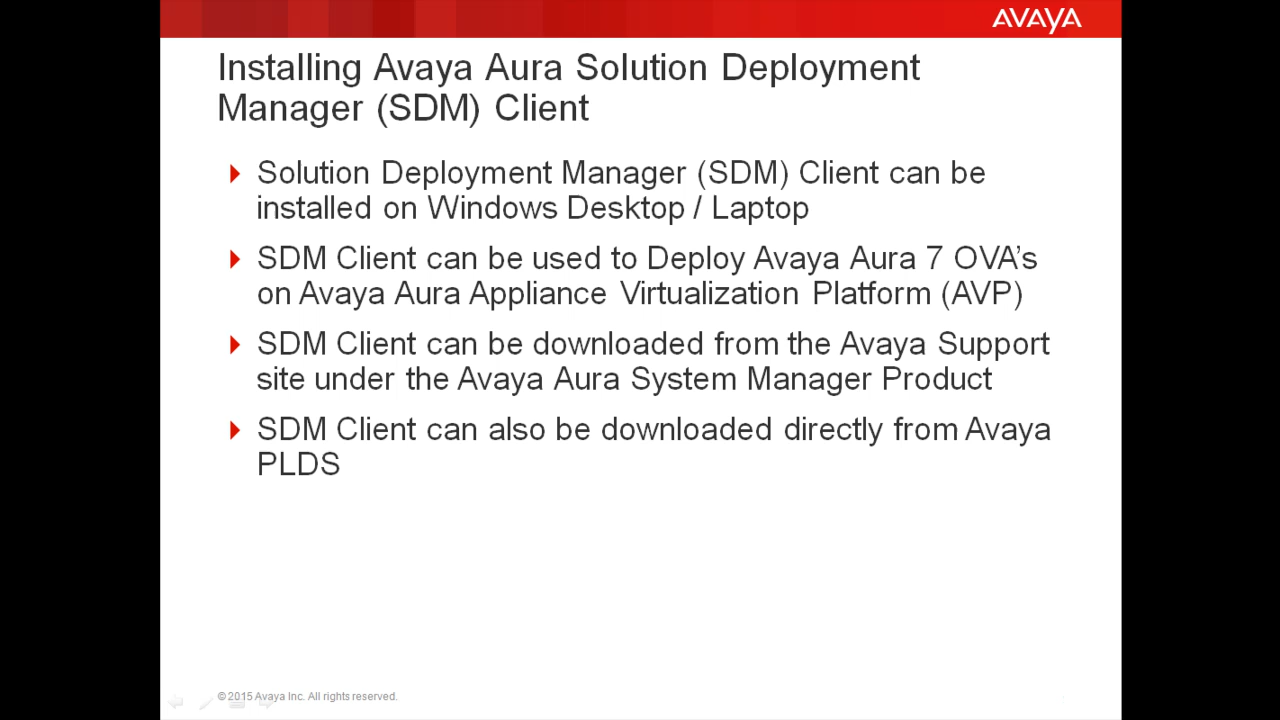 AVAYA
Installing Avaya Aura Solution Deployment
Manager (SDM) Client
Solution Deployment Manager (SDM) Client can be
installed on Windows Desktop / Laptop
SDM Client can be used to Deploy Avaya Aura 7 OVA’s
on Avaya Aura Appliance Virtualization Platform (AVP)
SDM Client can be downloaded from the Avaya Support
site under the Avaya Aura System Manager Product
SDM Client can also be downloaded directly from Avaya
PLDS
© 2015 Avaya Inc. All rights reserved.